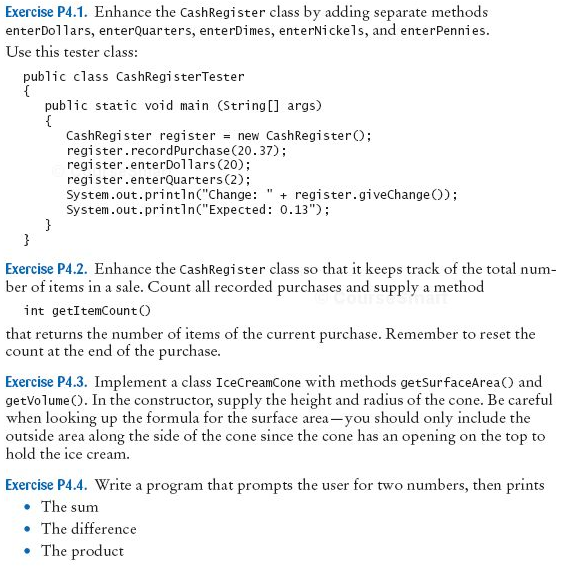 Exercise P4.1. Enhance the CashRegister class by adding separate methods
enterDollars, enterQuarters, enterDimes, enterNickels, and enterPennies.
Use this tester class:
public class CashRegisterTester
{
public static void main (String[] args)
{
CashRegister register = new CashRegister();
register.recordPurchase(20.37);
register.enterDollars(20);
register.enterQuarters(2);
System.out.println("Change: " + register.giveChange());
System.out.println("Expected: 0.13");
}
}
Exercise P4.2. Enhance the CashRegister class so that it keeps track of the total num-
ber of items in a sale. Count all recorded purchases and supply a method
int getItemCount()
that returns the number of items of the current purchase. Remember to reset the
count at the end of the purchase.
Exercise P4.3. Implement a class IceCreamCone with methods getSurfaceArea() and
getVolume(). In the constructor, supply the height and radius of the cone. Be careful
when looking up the formula for the surface area—you should only include the
outside area along the side of the cone since the cone has an opening on the top to
hold the ice cream.
Exercise P4.4. Write a program that prompts the user for two numbers, then prints
• The sum
• The difference
• The product